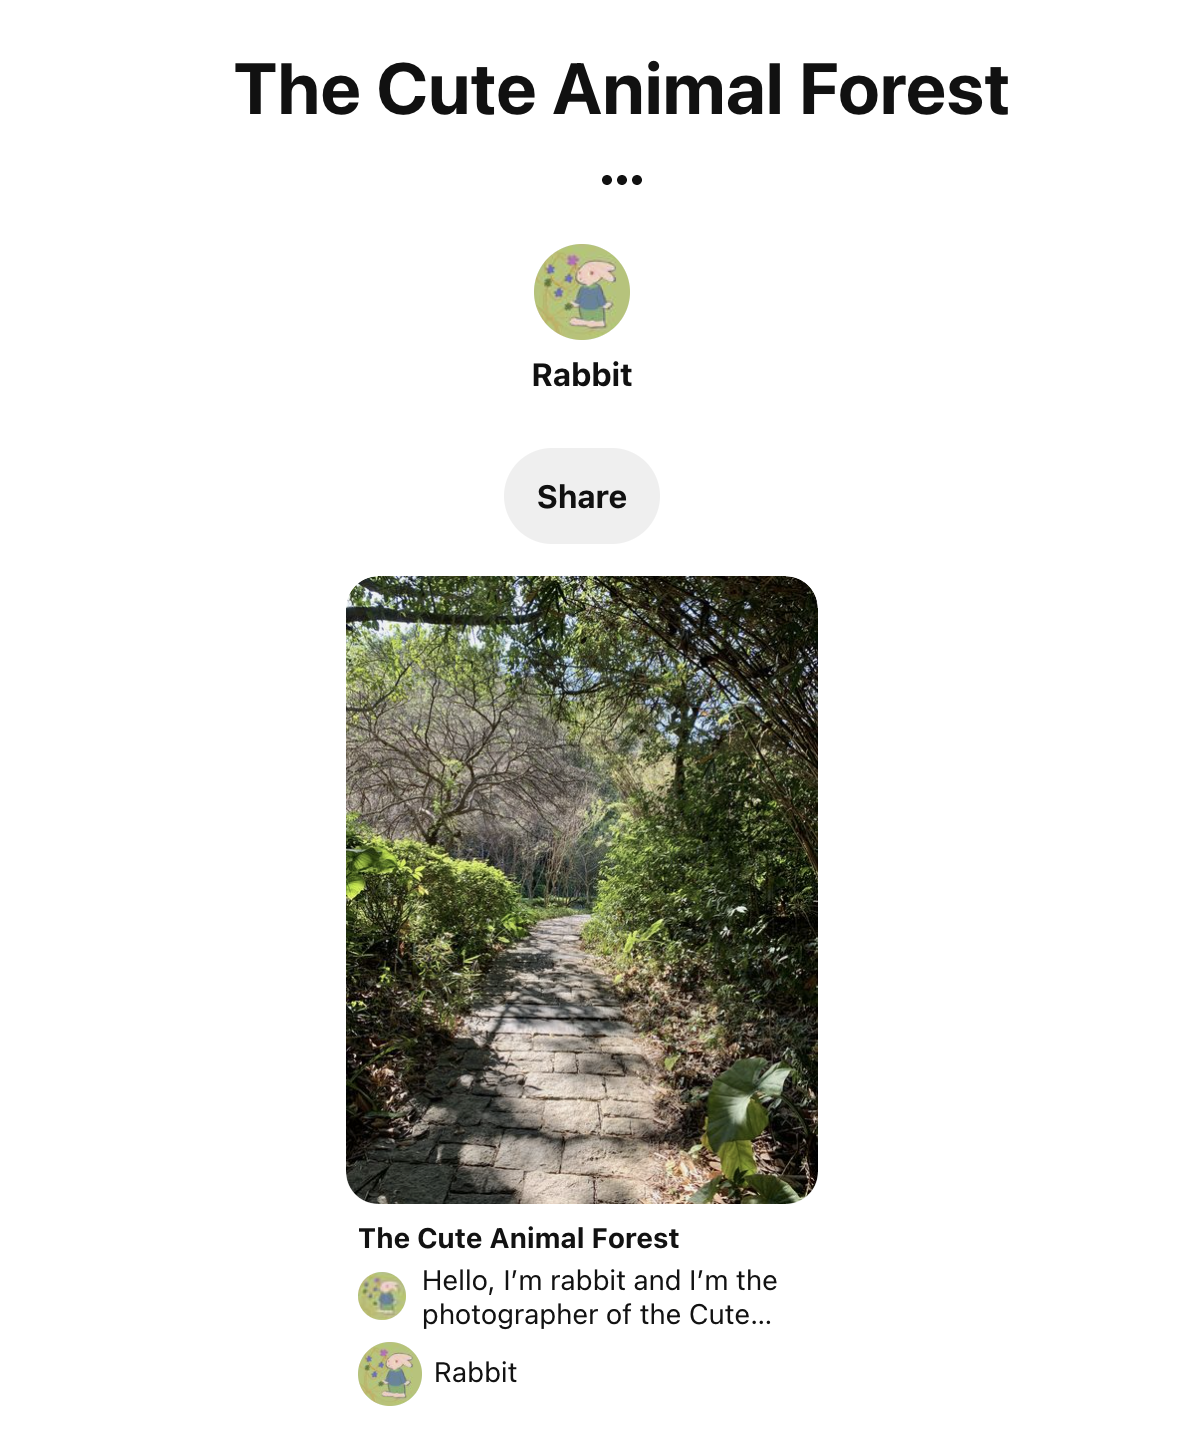 The Cute Animal Forest
Rabbit
Share
The Cute Animal Forest
Hello, I’m rabbit and I’m the
photographer of the Cute...
Rabbit